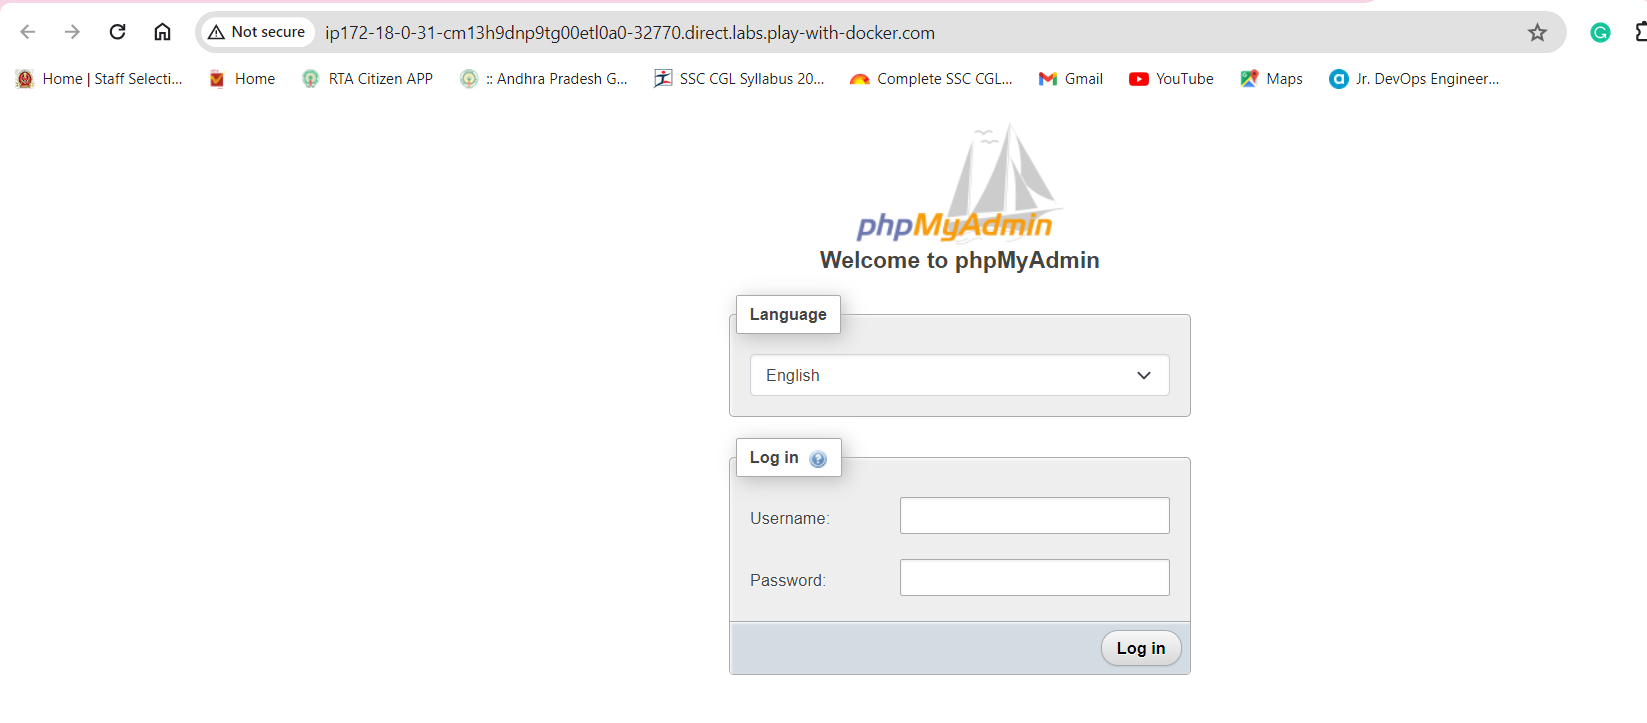 Not secure ip172-18-0-31-cm13h9dnp9tg00etl0a0-32770.direct.labs.play-with-docker.com
Home | Staff Selecti... Home RTA Citizen APP :: Andhra Pradesh G... SSC CGL Syllabus 20... Complete SSC CGL... Gmail YouTube Maps Jr. DevOps Engineer...
phpMyAdmin
Welcome to phpMyAdmin
Language
English
Log in
Username:
Password:
Log in